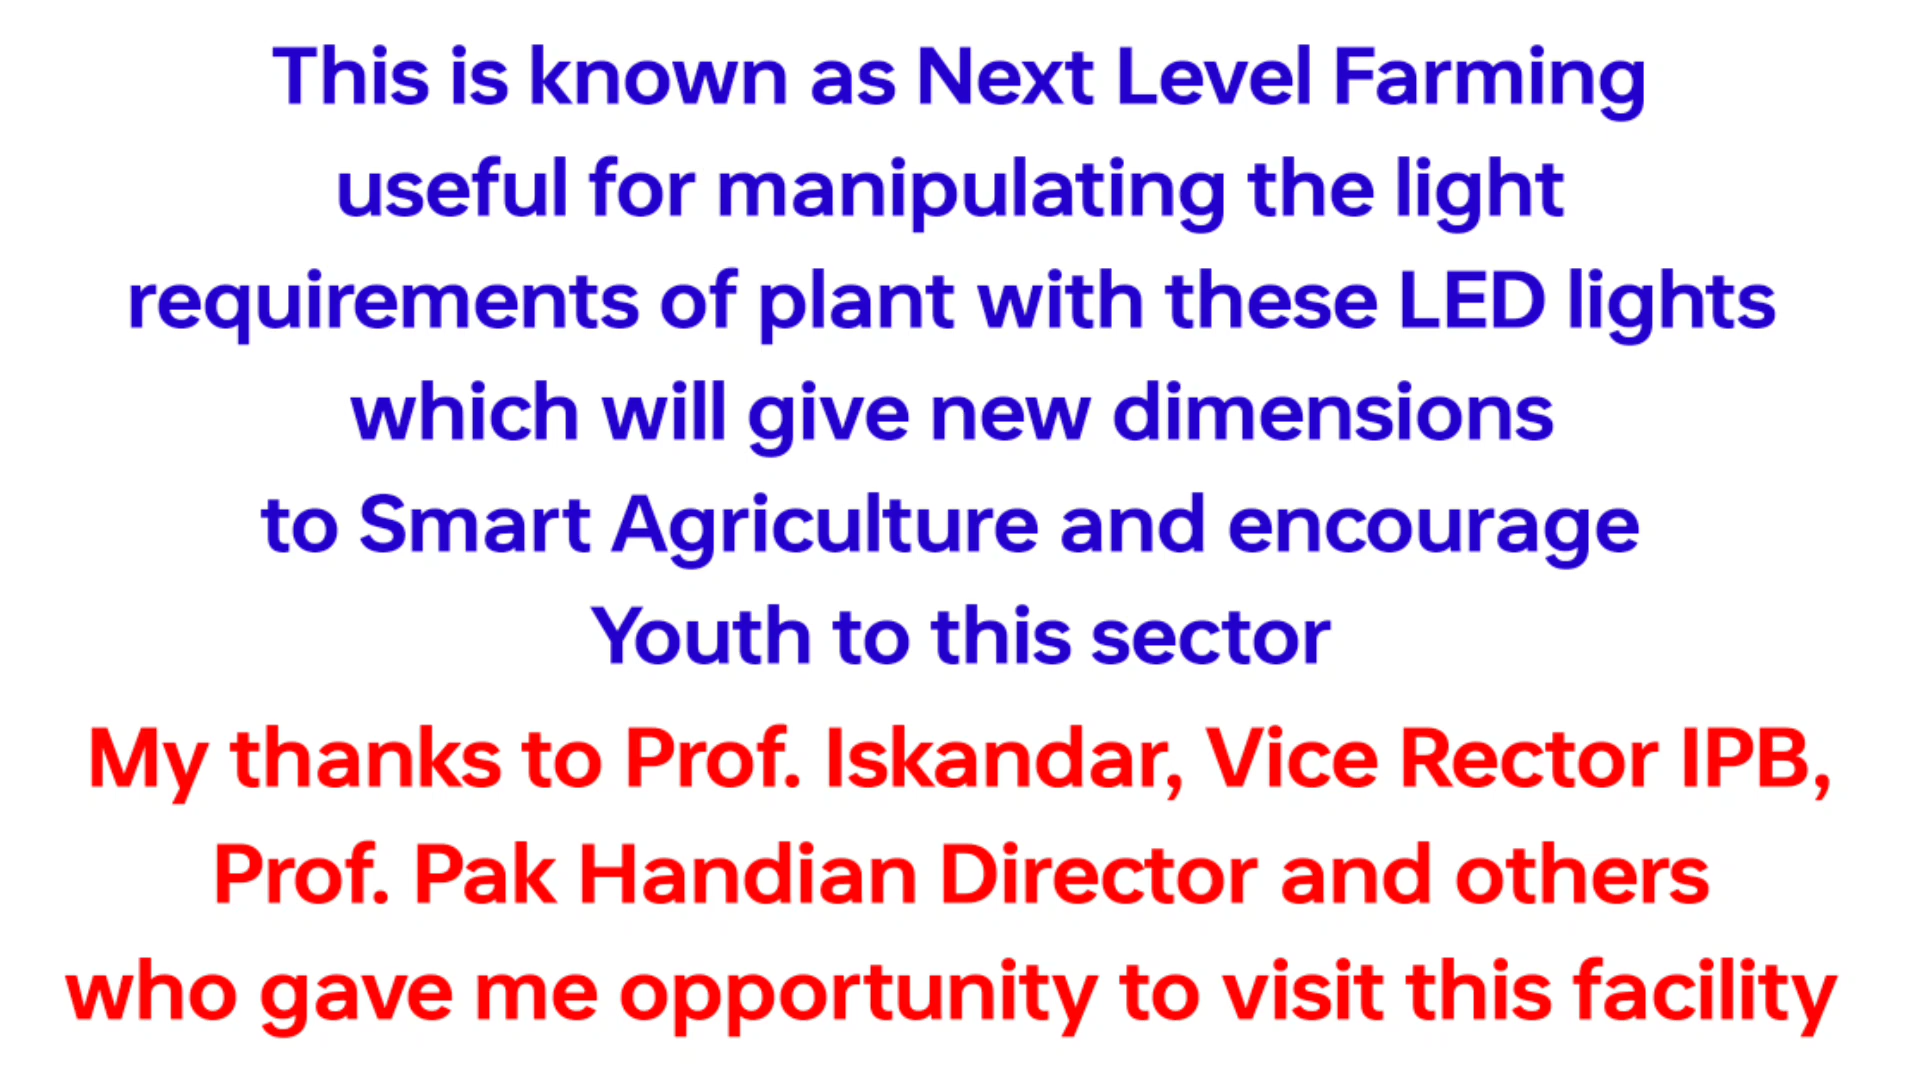 This is known as Next Level Farming
useful for manipulating the light
requirements of plant with these LED lights
which will give new dimensions
to Smart Agriculture and encourage
Youth to this sector
My thanks to Prof. Iskandar, Vice Rector IPB,
Prof. Pak Handian Director and others
who gave me opportunity to visit this facility